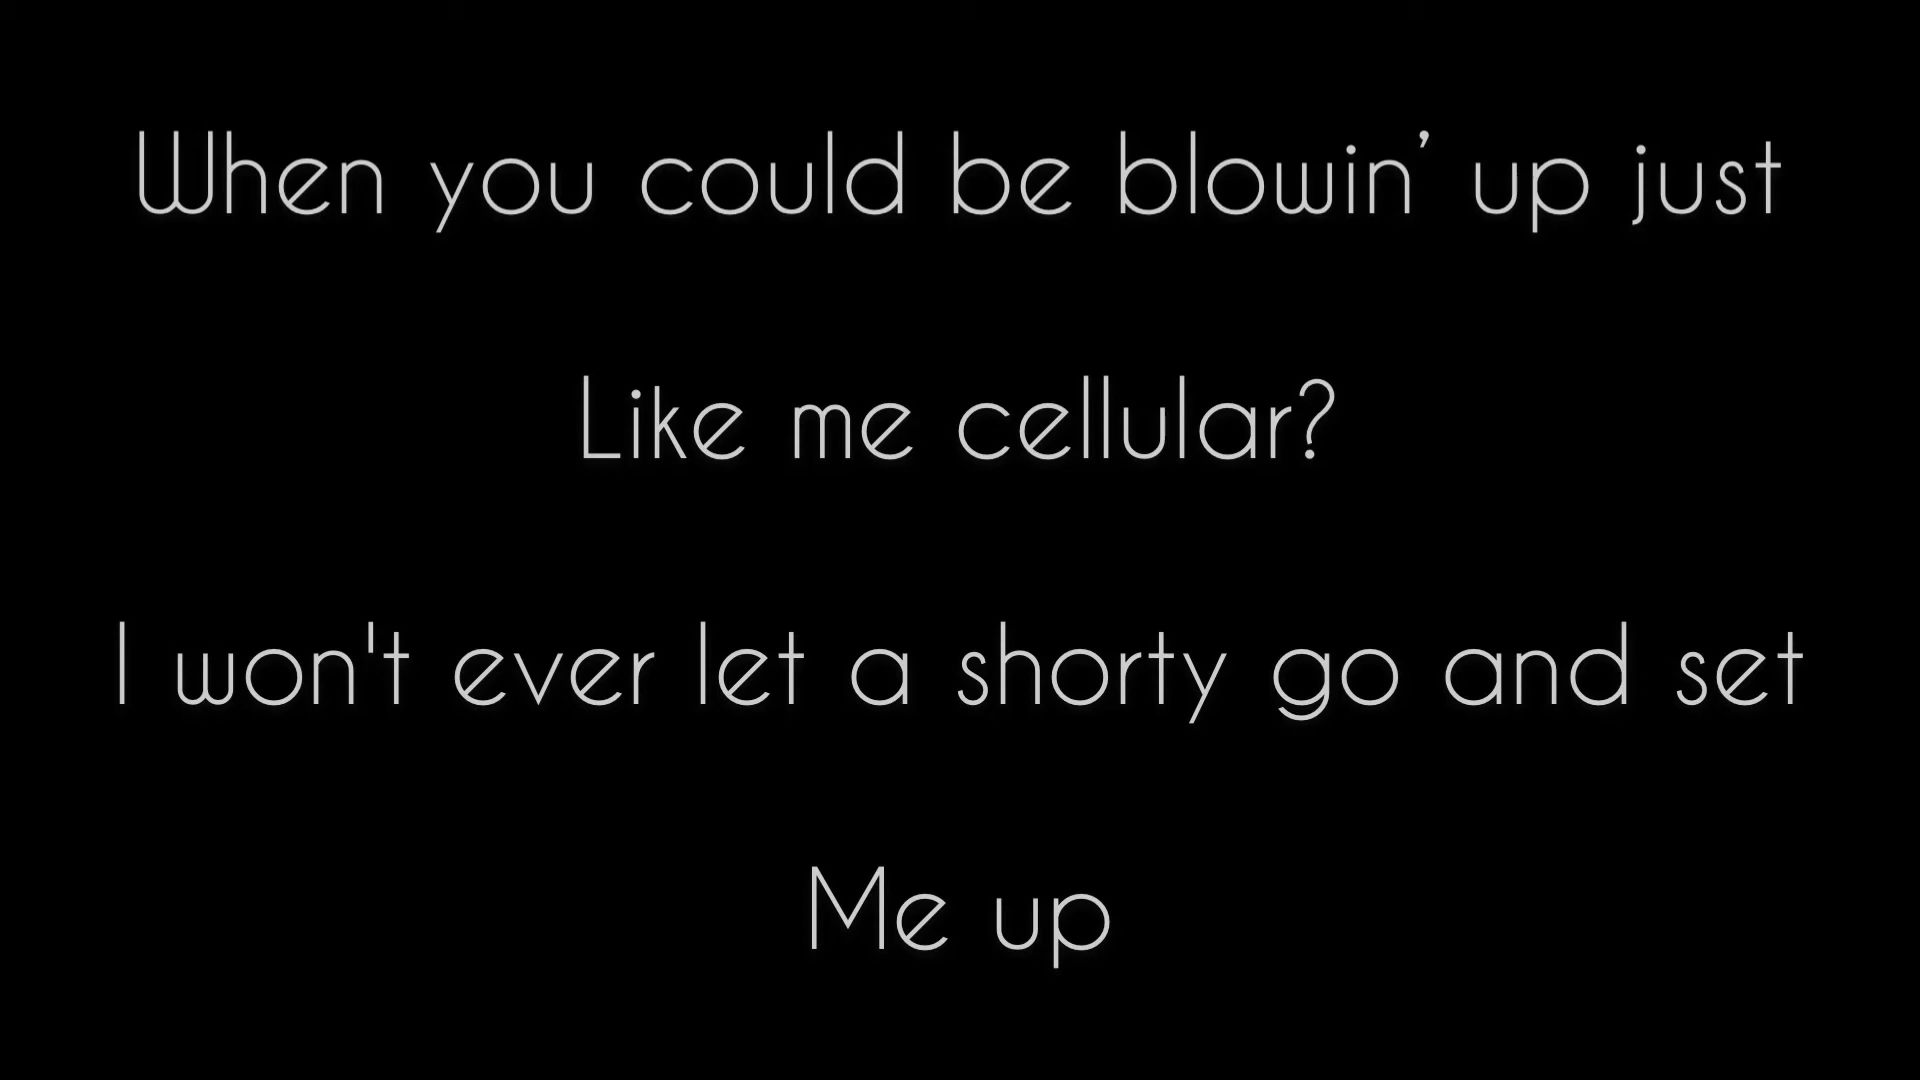 When you could be blowin’ up just
Like me cellular?
I won't ever let a shorty go and set
Me up